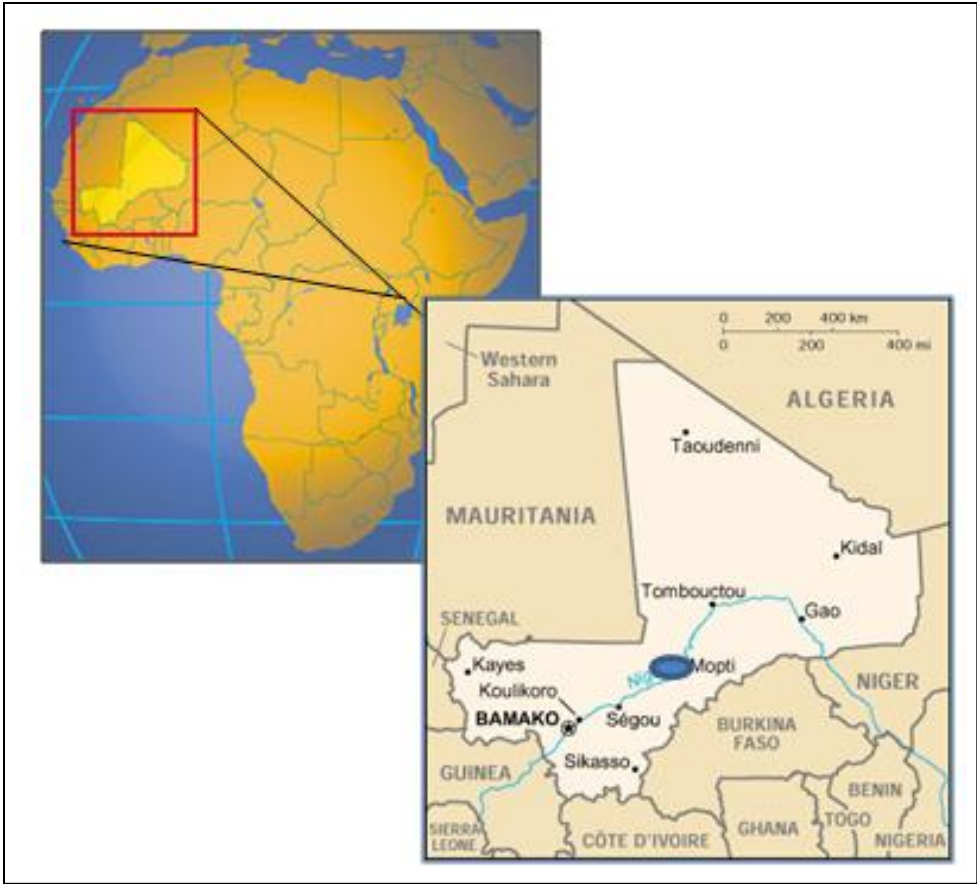 0 200 400 km
0 200 400 mi
Western
Sahara
ALGERIA
Taoudenni
MAURITANIA
Kidal
Tombouctou
Gao
SENEGAL
Kayes
Mopti
NIGER
Koulikoro
BAMAKO
Ségou
BURKINA
FASO
Sikasso
GUINEA
BENIN
SIERRA
LEONE
CÔTE D'IVOIRE
GHANA
TOGO
NIGERIA